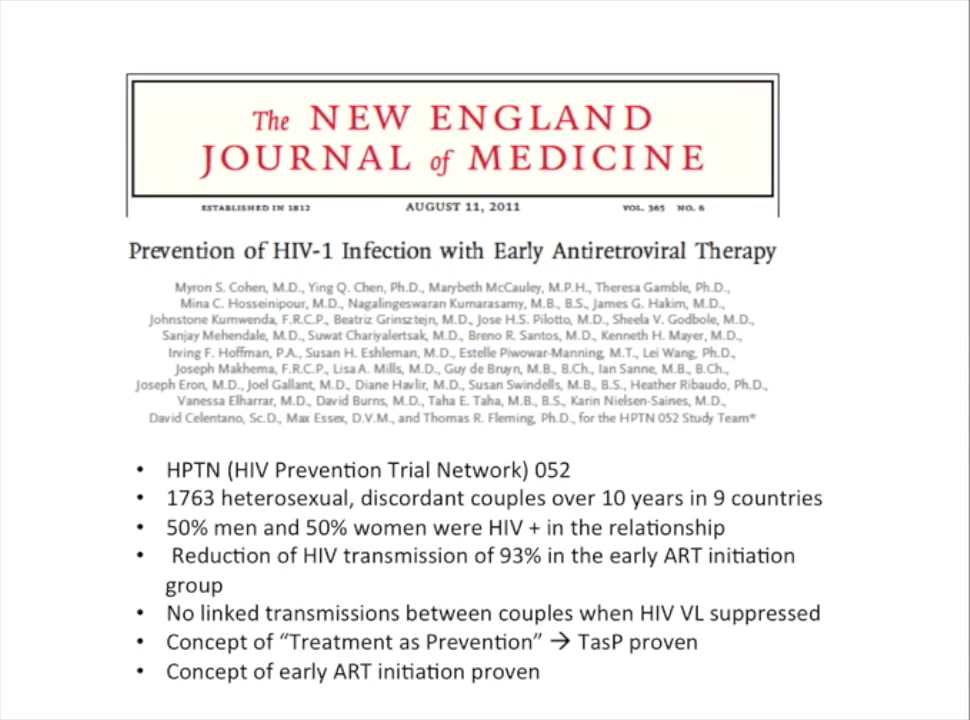 The NEW ENGLAND
JOURNAL of MEDICINE
ESTABLISHED IN 1812 AUGUST 11, 2011 VOL. 365 NO. 6
Prevention of HIV-1 Infection with Early Antiretroviral Therapy
Myron S. Cohen, M.D., Ying Q. Chen, Ph.D., Marybeth McCauley, M.P.H., Theresa Gamble, Ph.D.,
Mina C. Hosseinipour, M.D., Nagalingeswaran Kumarasamy, M.B., B.S., James G. Hakim, M.D.,
Johnstone Kumwenda, F.R.C.P., Beatriz Grinsztejn, M.D., Jose H.S. Pilotto, M.D., Sheela V. Godbole, M.D.,
Sanjay Mehendale, M.D., Suwat Chariyalertsak, M.D., Breno R. Santos, M.D., Kenneth H. Mayer, M.D.,
Irving F. Hoffman, P.A., Susan H. Eshleman, M.D., Estelle Piwowar-Manning, M.T., Lei Wang, Ph.D.,
Joseph Makhema, F.R.C.P., Lisa A. Mills, M.D., Guy de Bruyn, M.B., B.Ch., Ian Sanne, M.B., B.Ch.,
Joseph Eron, M.D., Joel Gallant, M.D., Diane Havlir, M.D., Susan Swindells, M.B., B.S., Heather Ribaudo, Ph.D.,
Vanessa Elharrar, M.D., David Burns, M.D., Taha E. Taha, M.B., B.S., Karin Nielsen-Saines, M.D.,
David Celentano, Sc.D., Max Essex, D.V.M., and Thomas R. Fleming, Ph.D., for the HPTN 052 Study Team*
• HPTN (HIV Prevention Trial Network) 052
• 1763 heterosexual, discordant couples over 10 years in 9 countries
• 50% men and 50% women were HIV + in the relationship
• Reduction of HIV transmission of 93% in the early ART initiation
group
• No linked transmissions between couples when HIV VL suppressed
• Concept of “Treatment as Prevention” → TasP proven
• Concept of early ART initiation proven